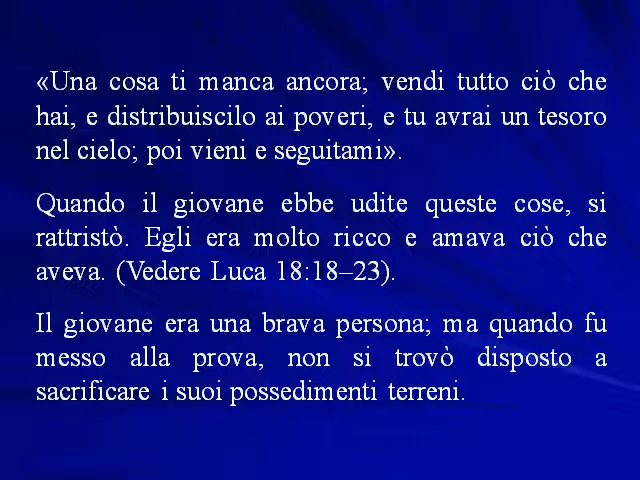 «Una cosa ti manca ancora; vendi tutto ciò che
hai, e distribuiscilo ai poveri, e tu avrai un tesoro
nel cielo; poi vieni e seguitami».
Quando il giovane ebbe udite queste cose, si
rattristò. Egli era molto ricco e amava ciò che
aveva. (Vedere Luca 18:18–23).
Il giovane era una brava persona; ma quando fu
messo alla prova, non si trovò disposto a
sacrificare i suoi possedimenti terreni.